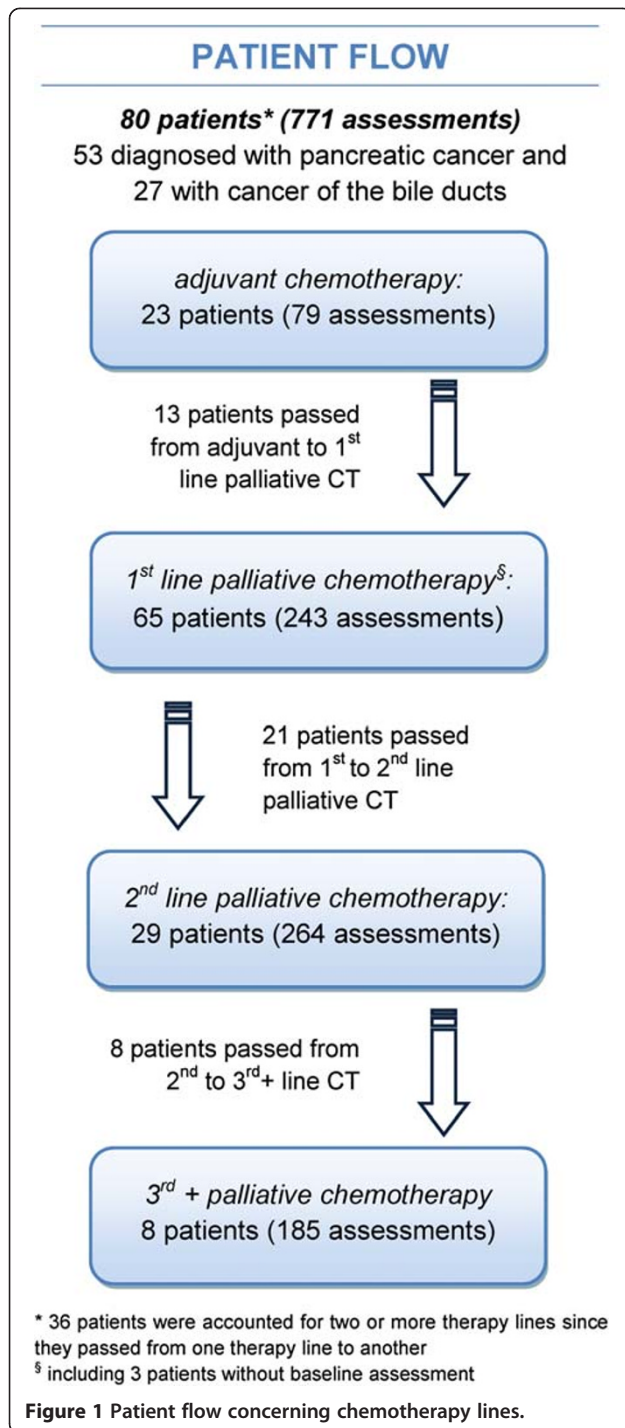 PATIENT FLOW
80 patients* (771 assessments)
53 diagnosed with pancreatic cancer and
27 with cancer of the bile ducts
adjuvant chemotherapy:
23 patients (79 assessments)
13 patients passed
from adjuvant to 1st
line palliative CT
1st line palliative chemotherapy§:
65 patients (243 assessments)
21 patients passed
from 1st to 2nd line
palliative CT
2nd line palliative chemotherapy:
29 patients (264 assessments)
8 patients passed from
2nd to 3rd+ line CT
3rd + palliative chemotherapy
8 patients (185 assessments)
* 36 patients were accounted for two or more therapy lines since
they passed from one therapy line to another
§ including 3 patients without baseline assessment
Figure 1 Patient flow concerning chemotherapy lines.